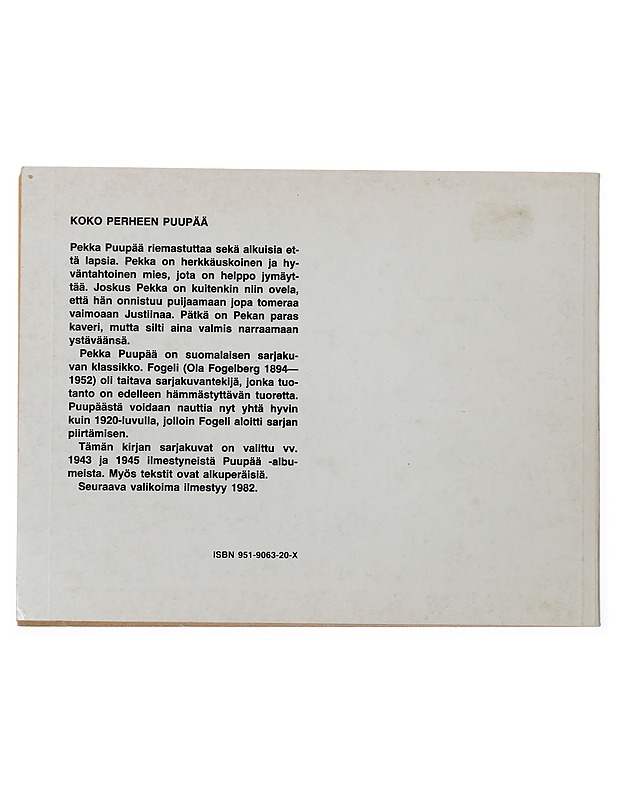 KOKO PERHEEN PUUPÄÄ
Pekka Puupää riemastuttaa sekä aikuisia et-
tä lapsia. Pekka on herkkäuskoinen ja hy-
väntahtoinen mies, jota on helppo jymäyt-
tää. Joskus Pekka on kuitenkin niin ovela,
että hän onnistuu puijaamaan jopa tomeraa
vaimoaan Justiinaa. Pätkä on Pekan paras
kaveri, mutta silti aina valmis narraamaan
ystäväänsä.
Pekka Puupää on suomalaisen sarjaku-
van klassikko. Fogeli (Ola Fogelberg 1894—
1952) oli taitava sarjakuvantekijä, jonka tuo-
tanto on edelleen hämmästyttävän tuoretta.
Puupäästä voidaan nauttia nyt yhtä hyvin
kuin 1920-luvulla, jolloin Fogeli aloitti sarjan
piirtämisen.
Tämän kirjan sarjakuvat on valittu vv.
1943 ja 1945 ilmestyneistä Puupää -albu-
meista. Myös tekstit ovat alkuperäisiä.
Seuraava valikoima ilmestyy 1982.
ISBN 951-9063-20-X